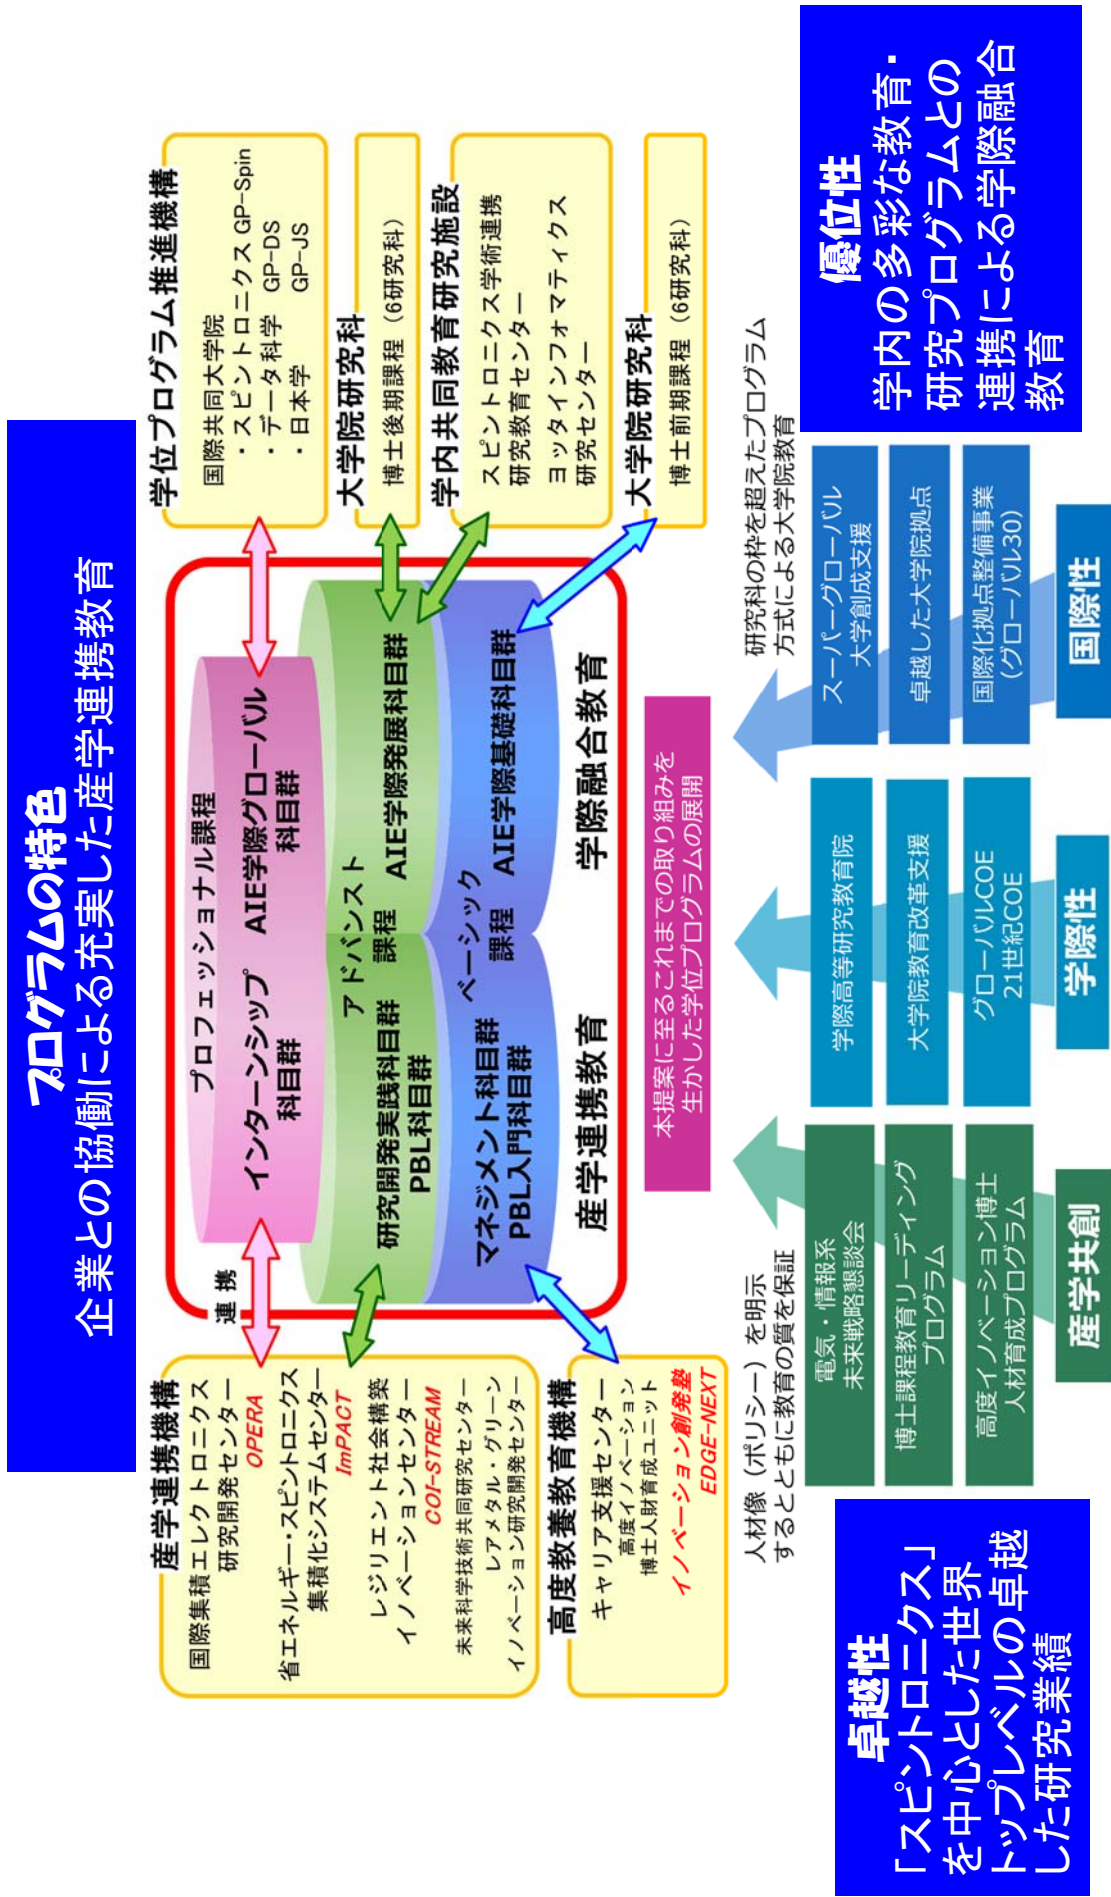 プログラムの特色
企業との協働による充実した産学連携教育
産学連携機構
国際集積エレクトロニクス
研究開発センター
OPERA
省エネルギー・スピントロニクス
集積化システムセンター
ImPACT
レジリエント社会構築
イノベーションセンター
COI-STREAM
未来科学技術共同研究センター
レアメタル・グリーン
イノベーション研究開発センター
高度教養教育機構
キャリア支援センター
高度イノベーション
博士人財育成ユニット
イノベーション創発塾
EDGE-NEXT
連携
プロフェッショナル課程
インターンシップ
科目群
AIE学際グローバル
科目群
アドバンスト
課程
研究開発実践科目群
PBL科目群
AIE学際発展科目群
ベーシック
課程
マネジメント科目群
PBL入門科目群
AIE学際基礎科目群
産学連携教育
学際融合教育
学位プログラム推進機構
国際共同大学院
・スピントロニクス GP-Spin
・データ科学 GP-DS
・日本学 GP-JS
大学院研究科
博士後期課程（6研究科）
学内共同教育研究施設
スピントロニクス学術連携
研究教育センター
ヨッタインフォマティクス
研究センター
大学院研究科
博士前期課程（6研究科）
人材像（ポリシー）を明示
するとともに教育の質を保証
本提案に至るこれまでの取り組みを
生かした学位プログラムの展開
研究科の枠を超えたプログラム
方式による大学院教育
電気・情報系
未来戦略懇談会
博士課程教育リーディング
プログラム
高度イノベーション博士
人材育成プログラム
産学共創
学際高等研究教育院
大学院教育改革支援
グローバルCOE
21世紀COE
学際性
スーパーグローバル
大学創成支援
卓越した大学院拠点
国際化拠点整備事業
（グローバル30）
国際性
卓越性
「スピントロニクス」
を中心とした世界
トップレベルの卓越
した研究業績
優位性
学内の多彩な教育・
研究プログラムとの
連携による学際融合
教育